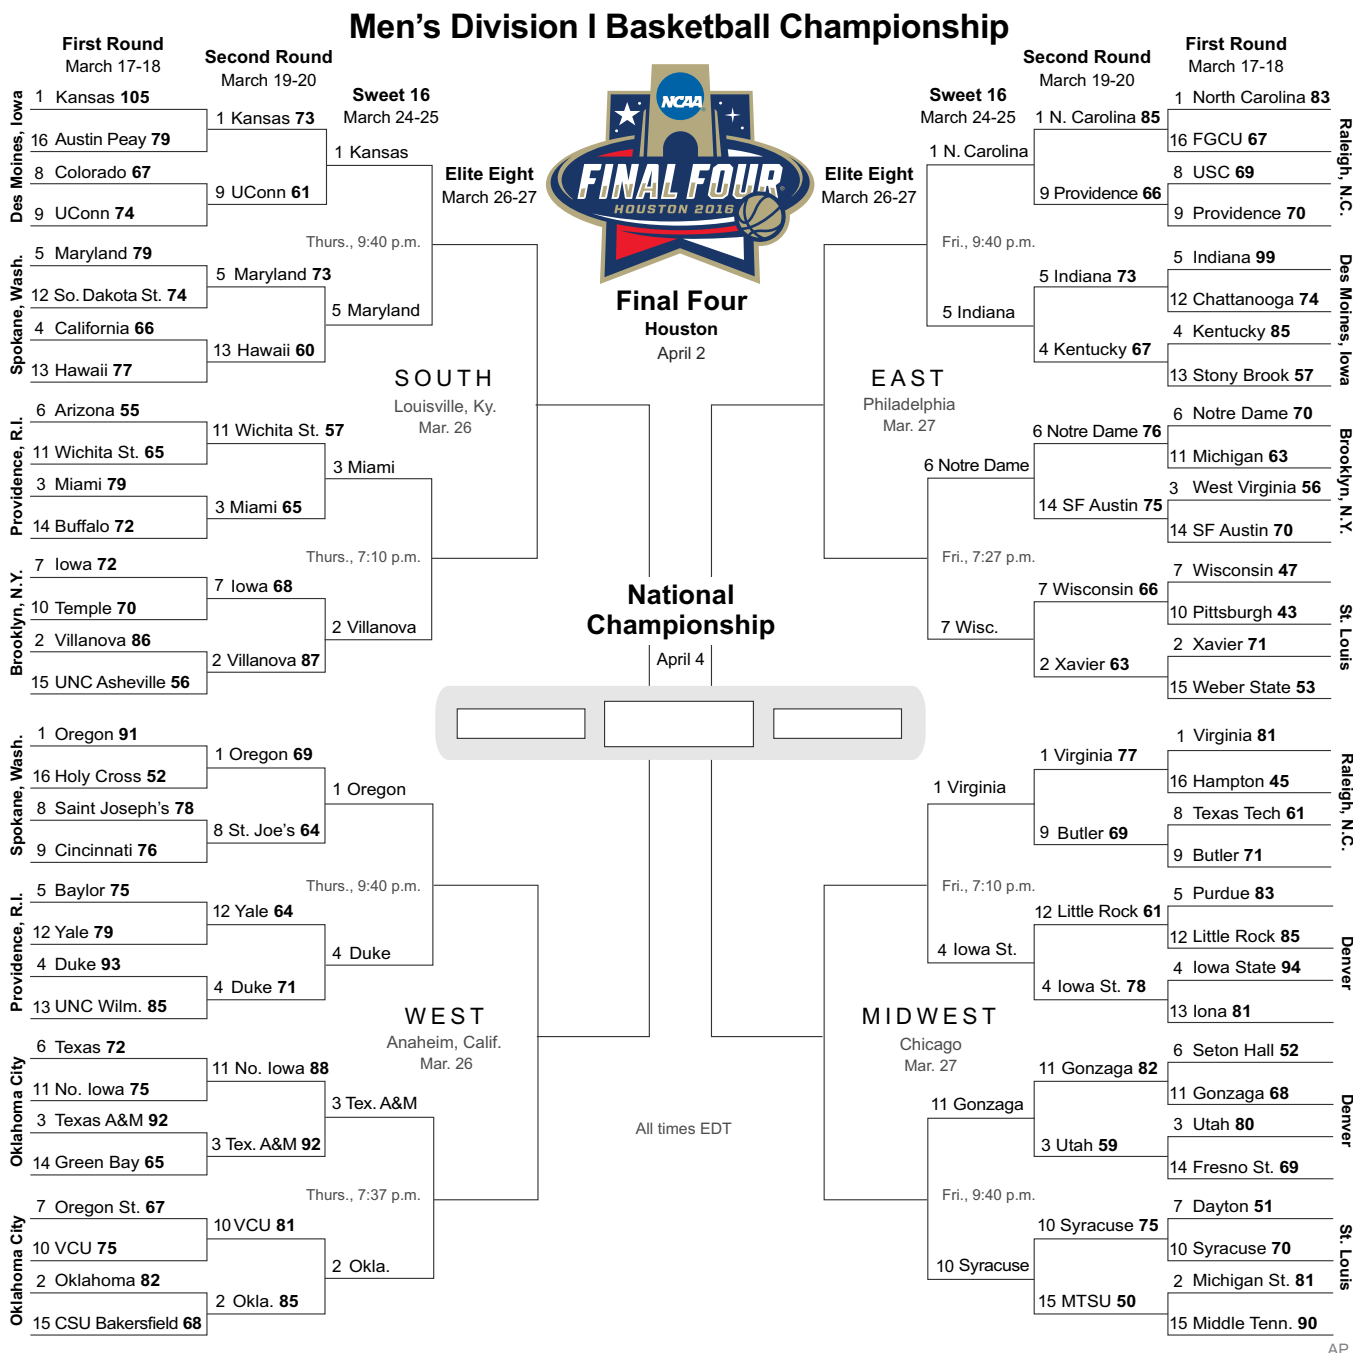 Men's Division I Basketball Championship
First Round
March 17-18
Second Round
March 19-20
Sweet 16
March 24-25
Elite Eight
March 26-27
NCAA
FINAL FOUR
HOUSTON 2016
Final Four
Houston
April 2
Elite Eight
March 26-27
Sweet 16
March 24-25
Second Round
March 19-20
First Round
March 17-18
Des Moines, Iowa
1 Kansas 105
16 Austin Peay 79
8 Colorado 67
9 UConn 74
1 Kansas 73
9 UConn 61
1 Kansas
Thurs., 9:40 p.m.
Spokane, Wash.
5 Maryland 79
12 So. Dakota St. 74
4 California 66
13 Hawaii 77
5 Maryland 73
13 Hawaii 60
5 Maryland
SOUTH
Louisville, Ky.
Mar. 26
Providence, R.I.
6 Arizona 55
11 Wichita St. 65
3 Miami 79
14 Buffalo 72
11 Wichita St. 57
3 Miami 65
3 Miami
Thurs., 7:10 p.m.
Brooklyn, N.Y.
7 Iowa 72
10 Temple 70
2 Villanova 86
15 UNC Asheville 56
7 Iowa 68
2 Villanova 87
2 Villanova
Spokane, Wash.
1 Oregon 91
16 Holy Cross 52
8 Saint Joseph's 78
9 Cincinnati 76
1 Oregon 69
8 St. Joe's 64
1 Oregon
Thurs., 9:40 p.m.
Providence, R.I.
5 Baylor 75
12 Yale 79
4 Duke 93
13 UNC Wilm. 85
12 Yale 64
4 Duke 71
4 Duke
WEST
Anaheim, Calif.
Mar. 26
Oklahoma City
6 Texas 72
11 No. Iowa 75
3 Texas A&M 92
14 Green Bay 65
11 No. Iowa 88
3 Tex. A&M 92
3 Tex. A&M
Thurs., 7:37 p.m.
Oklahoma City
7 Oregon St. 67
10 VCU 75
2 Oklahoma 82
15 CSU Bakersfield 68
10 VCU 81
2 Okla. 85
2 Okla.
National
Championship
April 4
All times EDT
1 N. Carolina
Fri., 9:40 p.m.
1 N. Carolina 85
9 Providence 66
1 North Carolina 83
16 FGCU 67
8 USC 69
9 Providence 70
Raleigh, N.C.
5 Indiana
5 Indiana 73
4 Kentucky 67
5 Indiana 99
12 Chattanooga 74
4 Kentucky 85
13 Stony Brook 57
Des Moines, Iowa
EAST
Philadelphia
Mar. 27
6 Notre Dame
Fri., 7:27 p.m.
6 Notre Dame 76
14 SF Austin 75
6 Notre Dame 70
11 Michigan 63
3 West Virginia 56
14 SF Austin 70
Brooklyn, N.Y.
7 Wisc.
7 Wisconsin 66
2 Xavier 63
7 Wisconsin 47
10 Pittsburgh 43
2 Xavier 71
15 Weber State 53
St. Louis
1 Virginia
Fri., 7:10 p.m.
1 Virginia 77
9 Butler 69
1 Virginia 81
16 Hampton 45
8 Texas Tech 61
9 Butler 71
Raleigh, N.C.
4 Iowa St.
12 Little Rock 61
4 Iowa St. 78
5 Purdue 83
12 Little Rock 85
4 Iowa State 94
13 Iona 81
Denver
MIDWEST
Chicago
Mar. 27
11 Gonzaga
Fri., 9:40 p.m.
11 Gonzaga 82
3 Utah 59
6 Seton Hall 52
11 Gonzaga 68
3 Utah 80
14 Fresno St. 69
Denver
10 Syracuse
10 Syracuse 75
15 MTSU 50
7 Dayton 51
10 Syracuse 70
2 Michigan St. 81
15 Middle Tenn. 90
St. Louis
AP